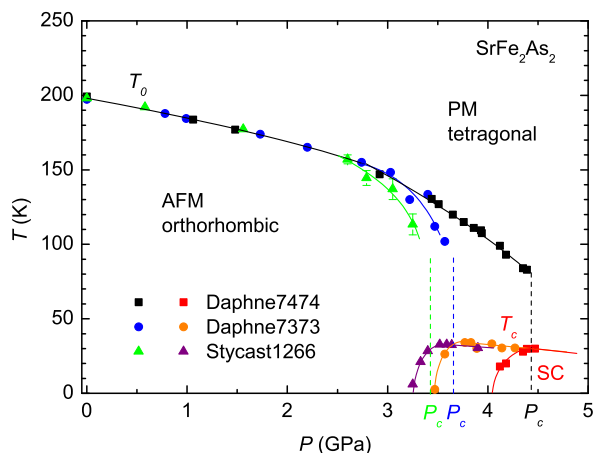 250
200
150
100
50
0
T (K)
SrFe2As2
T0
PM
tetragonal
AFM
orthorhombic
Daphne7474
Daphne7373
Stycast1266
Tc
SC
Pc Pc Pc
0 1 2 3 4 5
P (GPa)